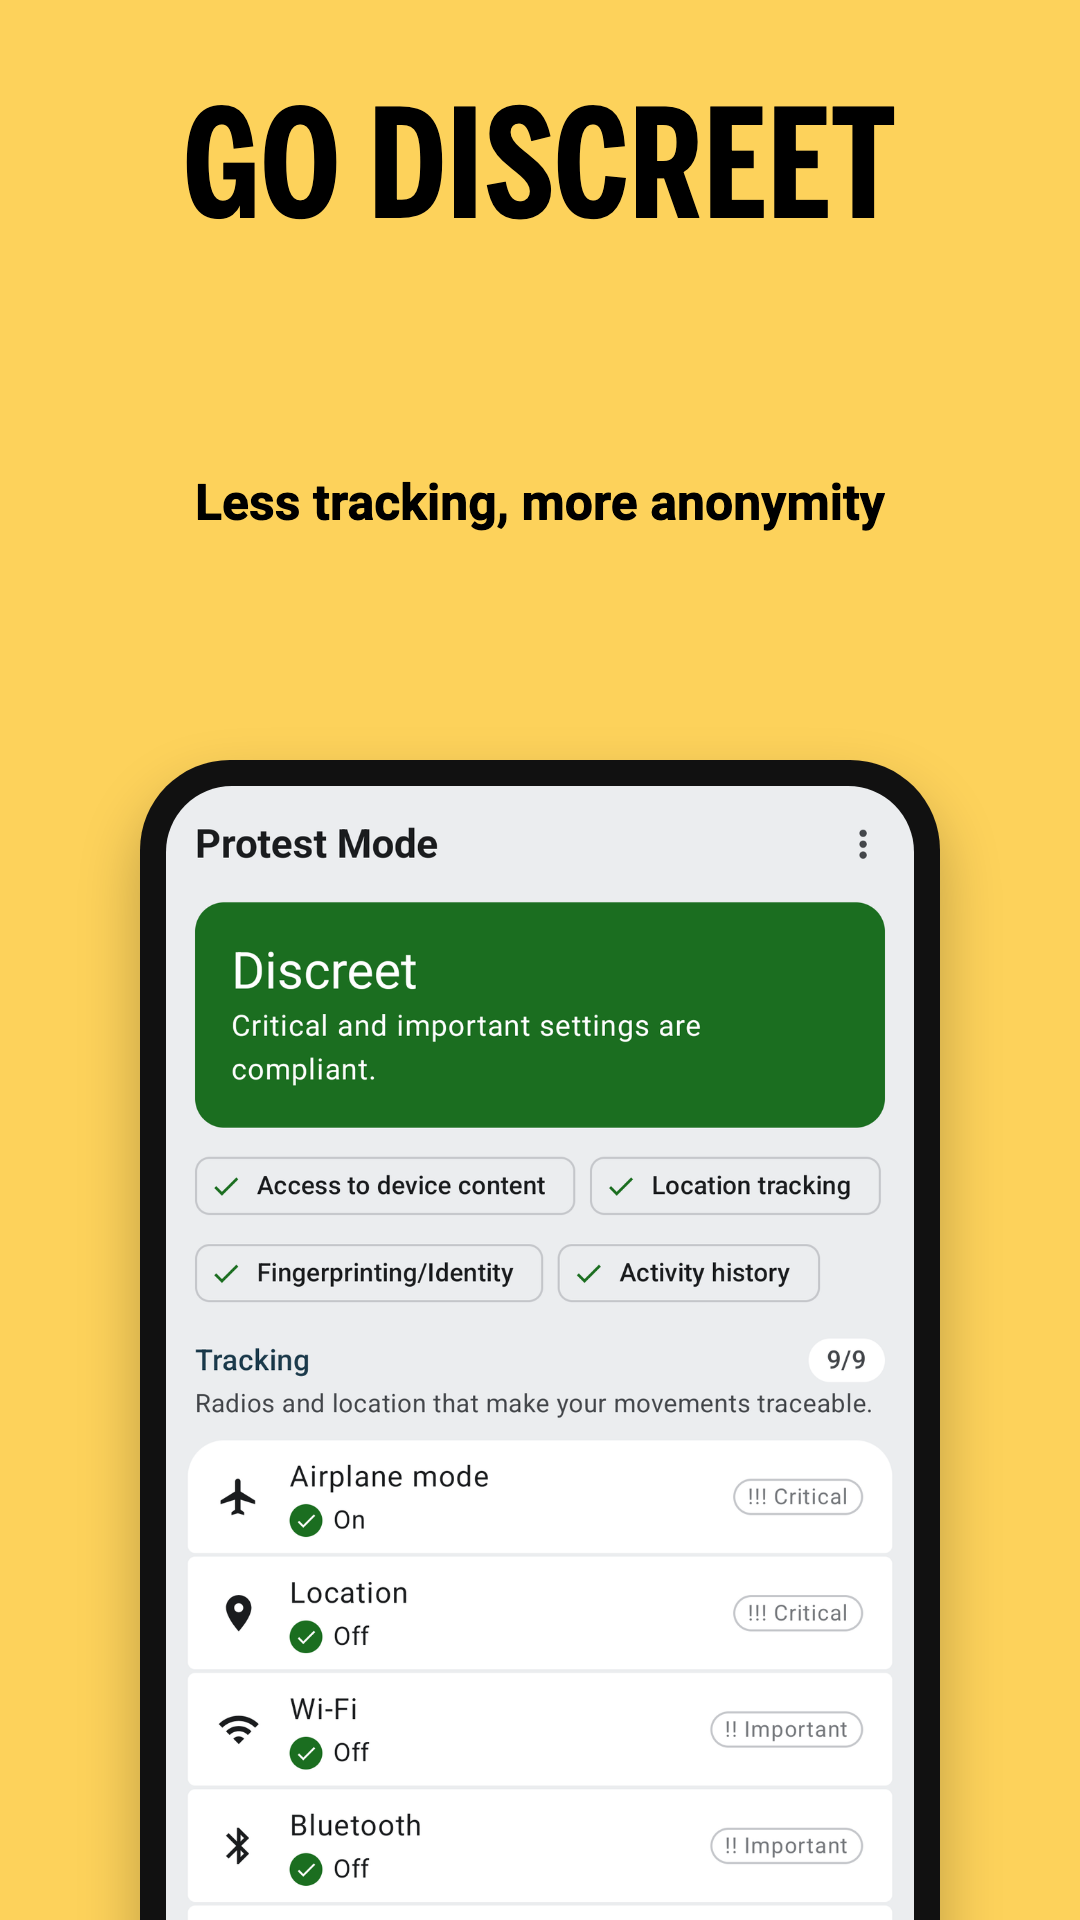 GO DISCREET
Less tracking, more anonymity
Protest Mode
Discreet
Critical and important settings are
compliant.
Access to device content
Location tracking
Fingerprinting/Identity
Activity history
Tracking
9/9
Radios and location that make your movements traceable.
Airplane mode
!!! Critical
On
Location
!!! Critical
Off
Wi-Fi
!! Important
Off
Bluetooth
!! Important
Off